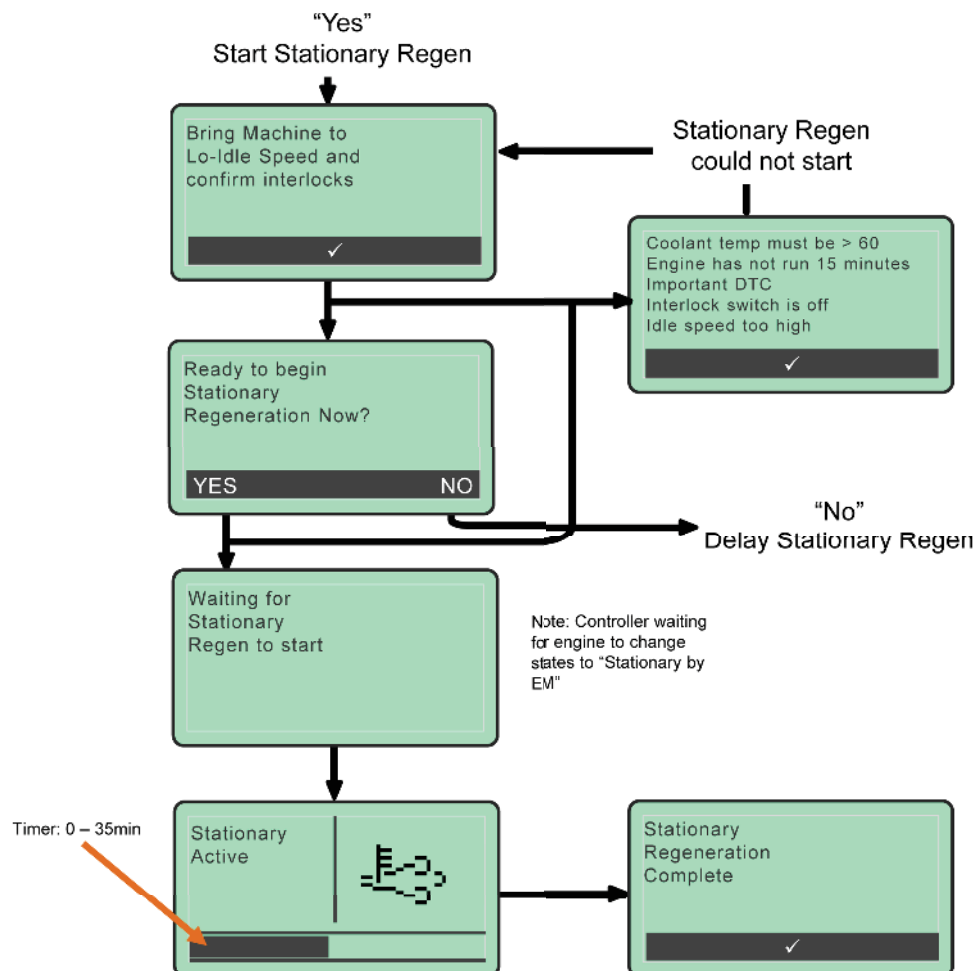 “Yes”
Start Stationary Regen
Bring Machine to
Lo-Idle Speed and
confirm interlocks
✓
Stationary Regen
could not start
Coolant temp must be > 60
Engine has not run 15 minutes
Important DTC
Interlock switch is off
Idle speed too high
✓
Ready to begin
Stationary
Regeneration Now?
YES NO
“No”
Delay Stationary Regen
Waiting for
Stationary
Regen to start
Note: Controller waiting
for engine to change
states to “Stationary by
EM”
Timer: 0 – 35min
Stationary
Active
Stationary
Regeneration
Complete
✓